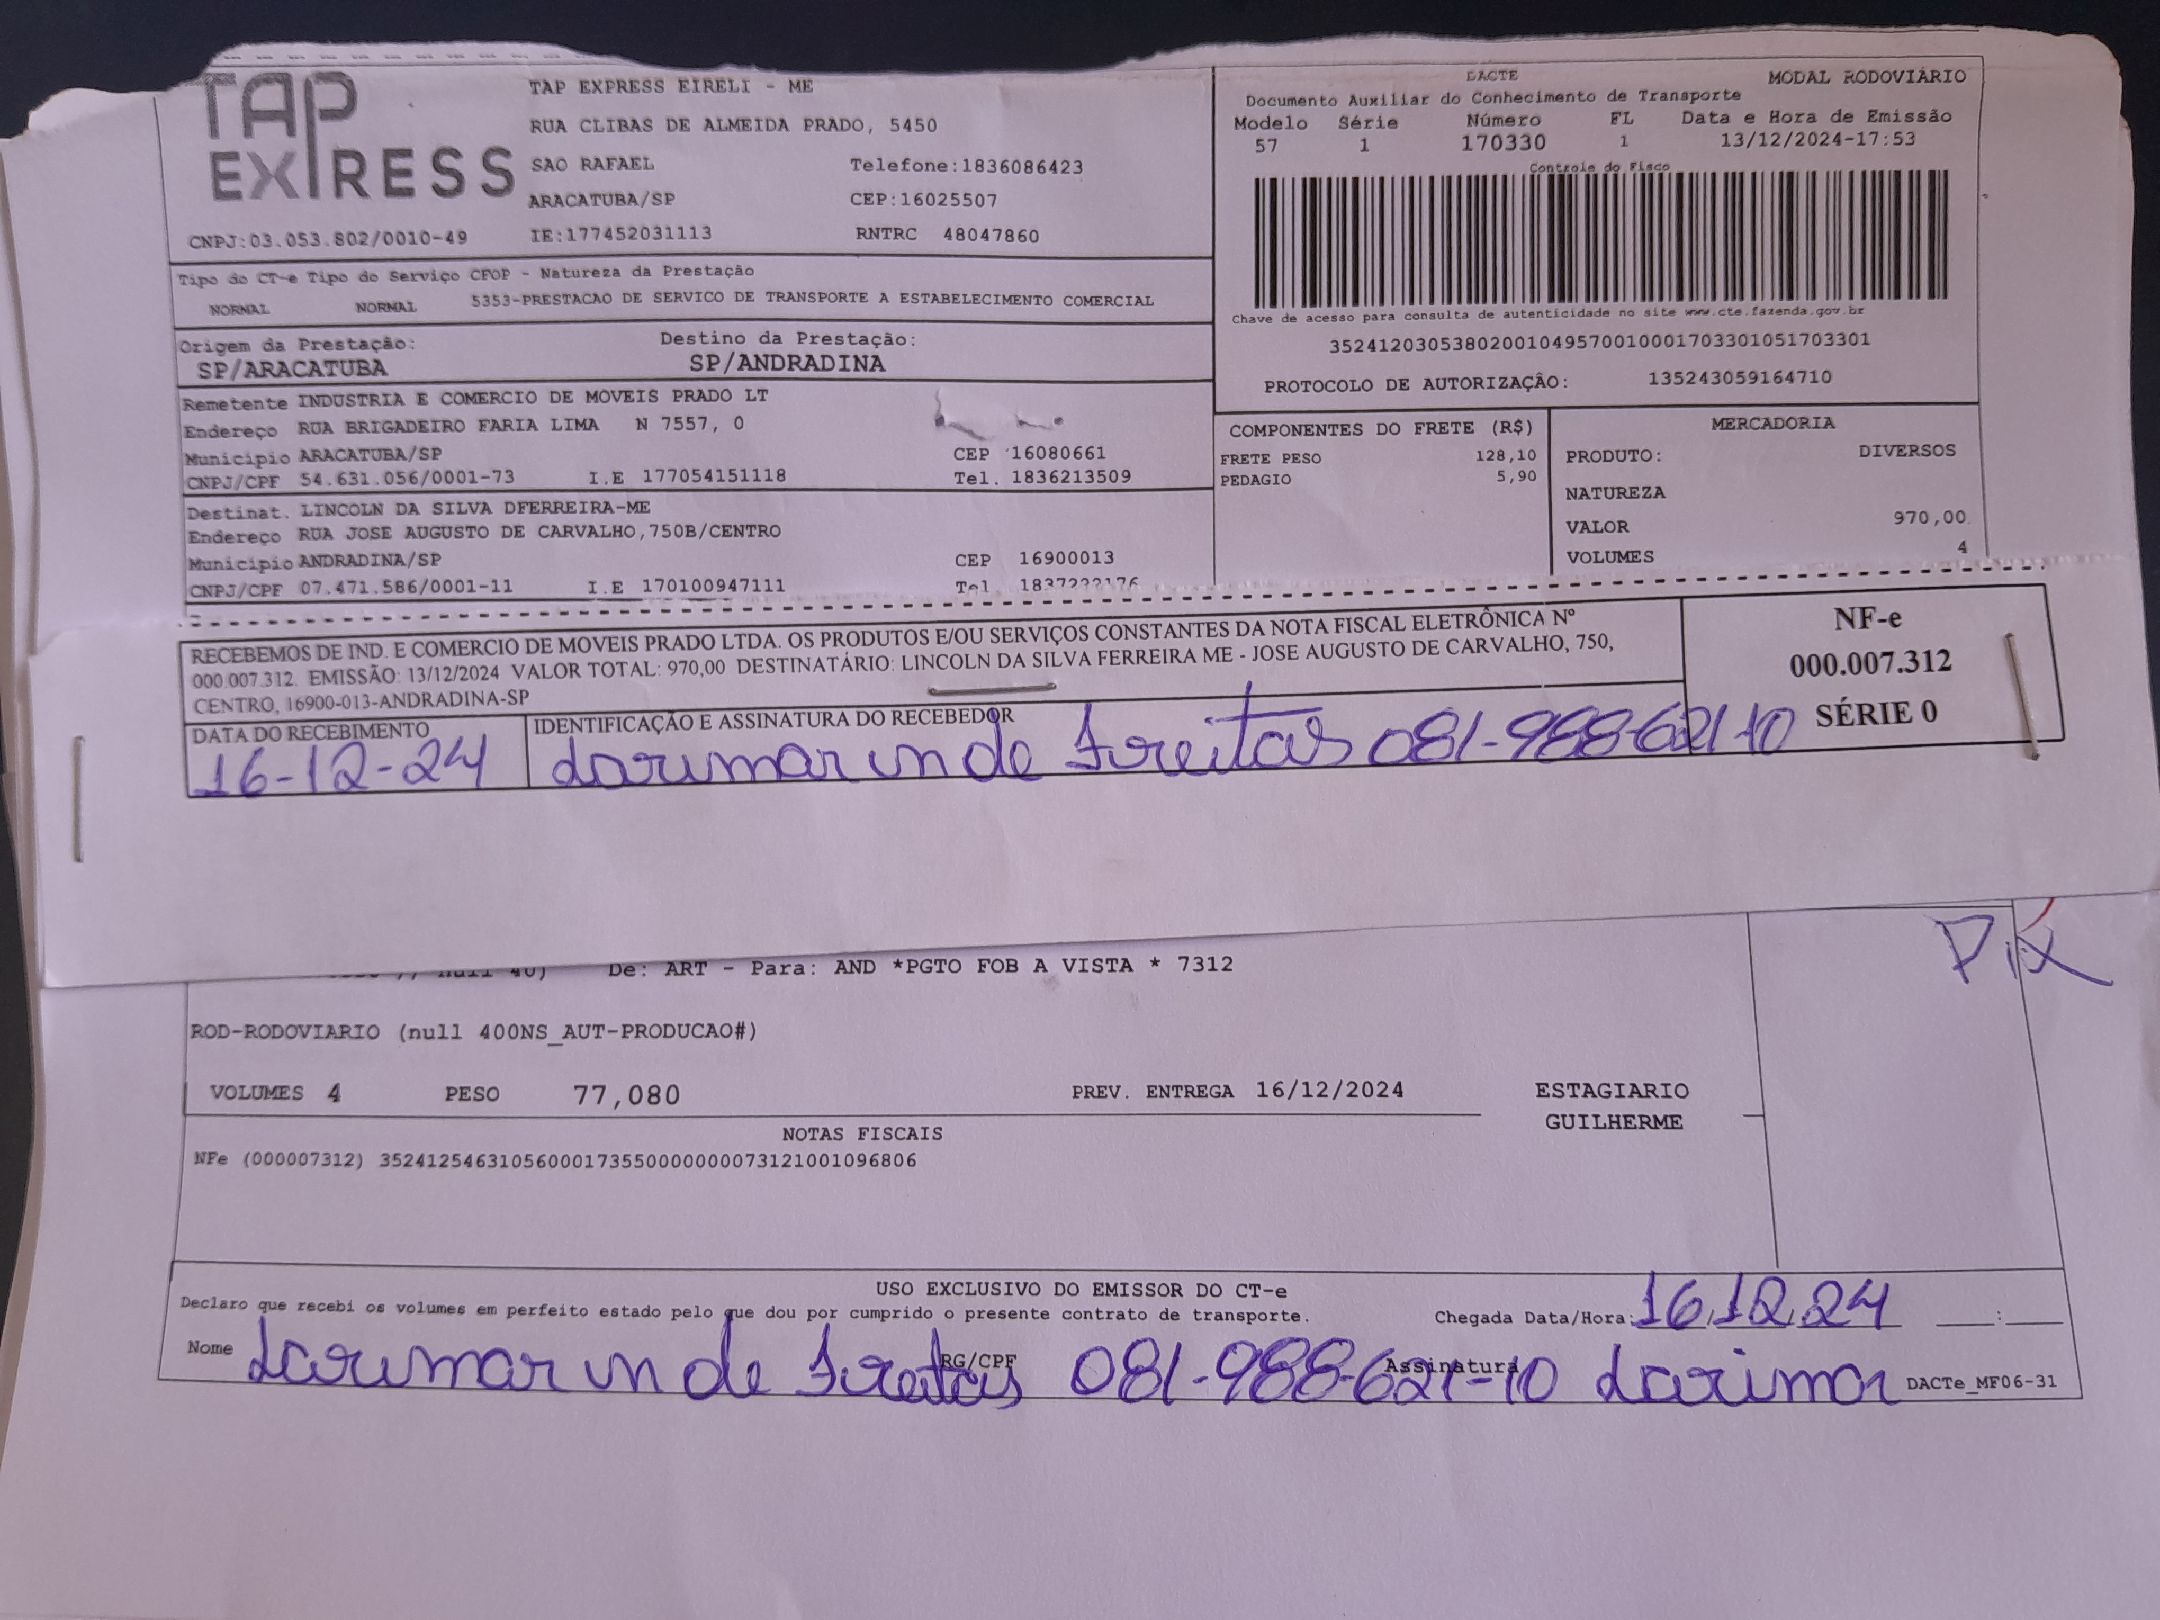 TAP EXPRESS
TAP EXPRESS EIRELI - ME
RUA CLIBAS DE ALMEIDA PRADO, 5450
SAO RAFAEL Telefone:1836086423
ARACATUBA/SP CEP:16025507
CNPJ:03.053.802/0010-49 IE:177452031113 RNTRC 48047860
DACTE MODAL RODOVIÁRIO
Documento Auxiliar do Conhecimento de Transporte
Modelo Série Número FL Data e Hora de Emissão
57 1 170330 1 13/12/2024-17:53
Controle do Fisco
Chave de acesso para consulta de autenticidade no site www.cte.fazenda.gov.br
35241203053802001049570010001703301051703301
PROTOCOLO DE AUTORIZAÇÃO: 135243059164710
Tipo do CT-e Tipo do Serviço CFOP - Natureza da Prestação
NORMAL NORMAL 5353-PRESTACAO DE SERVICO DE TRANSPORTE A ESTABELECIMENTO COMERCIAL
Origem da Prestação: Destino da Prestação:
SP/ARACATUBA SP/ANDRADINA
Remetente INDUSTRIA E COMERCIO DE MOVEIS PRADO LT
Endereço RUA BRIGADEIRO FARIA LIMA N 7557, 0
Município ARACATUBA/SP CEP 16080661
CNPJ/CPF 54.631.056/0001-73 I.E 177054151118 Tel. 1836213509
Destinat. LINCOLN DA SILVA DFERREIRA-ME
Endereço RUA JOSE AUGUSTO DE CARVALHO,750B/CENTRO
Município ANDRADINA/SP CEP 16900013
CNPJ/CPF 07.471.586/0001-11 I.E 170100947111 Tel
COMPONENTES DO FRETE (R$)
FRETE PESO 128,10
PEDAGIO 5,90
MERCADORIA
PRODUTO: DIVERSOS
NATUREZA
VALOR 970,00
VOLUMES 4
RECEBEMOS DE IND. E COMERCIO DE MOVEIS PRADO LTDA. OS PRODUTOS E/OU SERVIÇOS CONSTANTES DA NOTA FISCAL ELETRÔNICA Nº
000.007.312. EMISSÃO: 13/12/2024 VALOR TOTAL: 970,00 DESTINATÁRIO: LINCOLN DA SILVA FERREIRA ME - JOSE AUGUSTO DE CARVALHO, 750,
CENTRO, 16900-013-ANDRADINA-SP
NF-e
000.007.312
SÉRIE 0
DATA DO RECEBIMENTO IDENTIFICAÇÃO E ASSINATURA DO RECEBEDOR
16-12-24 de Freitas 081-988-621-10
Pix
De: ART - Para: AND *PGTO FOB A VISTA * 7312
ROD-RODOVIARIO (null 400NS_AUT-PRODUCAO#)
VOLUMES 4 PESO 77,080 PREV. ENTREGA 16/12/2024 ESTAGIARIO
GUILHERME
NOTAS FISCAIS
NFe (000007312) 35241254631056000173550000000073121001096806
USO EXCLUSIVO DO EMISSOR DO CT-e
Declaro que recebi os volumes em perfeito estado pelo que dou por cumprido o presente contrato de transporte. Chegada Data/Hora: 16.12.24 :
Nome de Freitas RG/CPF 081-988-621-10 Assinatura Larimar DACTe_MF06-31